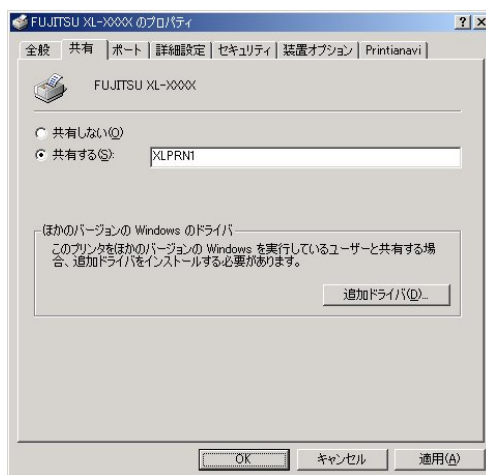 FUJITSU XL-XXXX のプロパティ
全般 共有 ポート 詳細設定 セキュリティ 装置オプション Printianavi
FUJITSU XL-XXXX
共有しない(O)
共有する(S): XLPRN1
ほかのバージョンの Windows のドライバ
このプリンタをほかのバージョンの Windows を実行しているユーザーと共有する場
合、追加ドライバをインストールする必要があります。
追加ドライバ(D)...
OK キャンセル 適用(A)